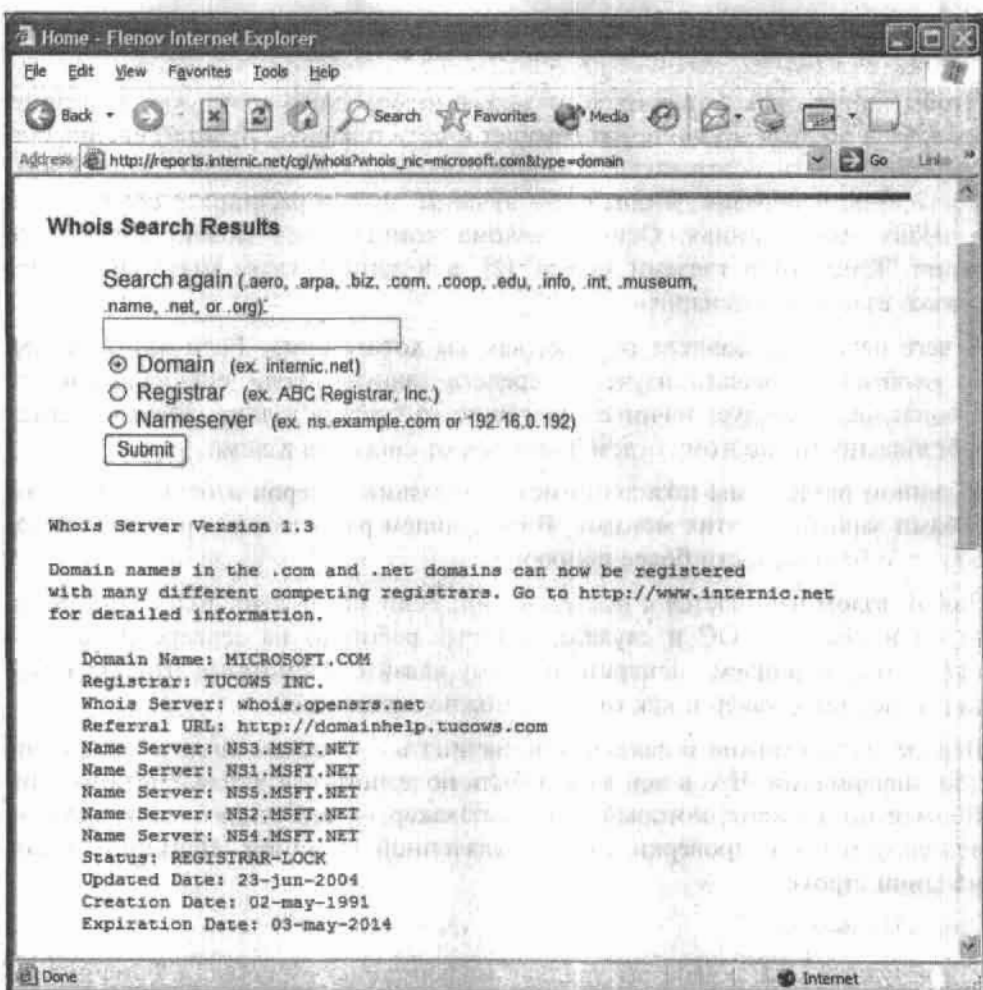 Home - Flenov Internet Explorer
File Edit View Favorites Tools Help
Back Search Favorites Media
Address http://reports.internic.net/cgi/whois?whois_nic=microsoft.com&type=domain Go Links »
Whois Search Results
Search again (.aero, .arpa, .biz, .com, .coop, .edu, .info, .int, .museum,
.name, .net, or .org):
Domain (ex. internic.net)
Registrar (ex. ABC Registrar, Inc.)
Nameserver (ex. ns.example.com or 192.16.0.192)
Submit
Whois Server Version 1.3
Domain names in the .com and .net domains can now be registered
with many different competing registrars. Go to http://www.internic.net
for detailed information.
Domain Name: MICROSOFT.COM
Registrar: TUCOWS INC.
Whois Server: whois.opensrs.net
Referral URL: http://domainhelp.tucows.com
Name Server: NS3.MSFT.NET
Name Server: NS1.MSFT.NET
Name Server: NS5.MSFT.NET
Name Server: NS2.MSFT.NET
Name Server: NS4.MSFT.NET
Status: REGISTRAR-LOCK
Updated Date: 23-jun-2004
Creation Date: 02-may-1991
Expiration Date: 03-may-2014
Done Internet